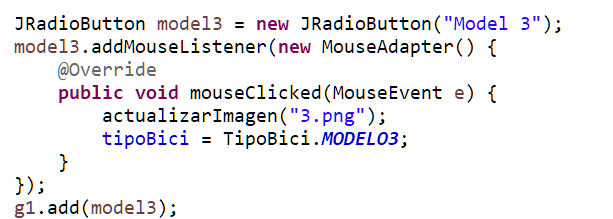 JRadioButton model3 = new JRadioButton("Model 3");
model3.addMouseListener(new MouseAdapter() {
    @Override
    public void mouseClicked(MouseEvent e) {
        actualizarImagen("3.png");
        tipoBici = TipoBici.MODELO3;
    }
});
g1.add(model3);